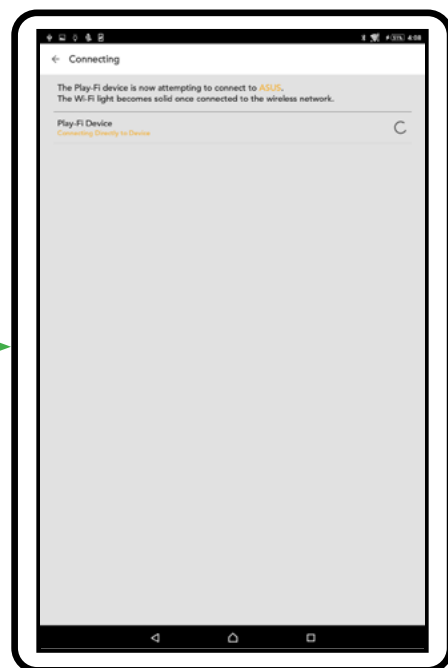 4:08
Connecting
The Play-Fi device is now attempting to connect to ASUS.
The Wi-Fi light becomes solid once connected to the wireless network.
Play-Fi Device
Connecting Directly to Device